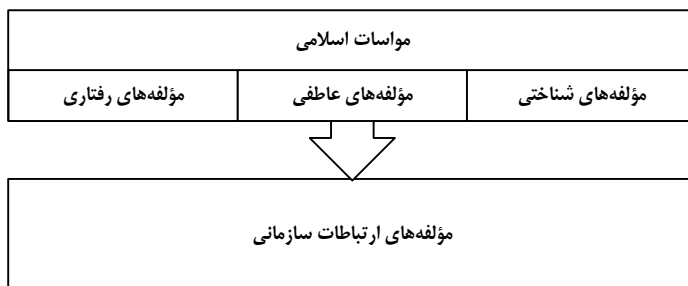 مواسات اسلامی
مؤلفه‌های شناختی
مؤلفه‌های عاطفی
مؤلفه‌های رفتاری
مؤلفه‌های ارتباطات سازمانی